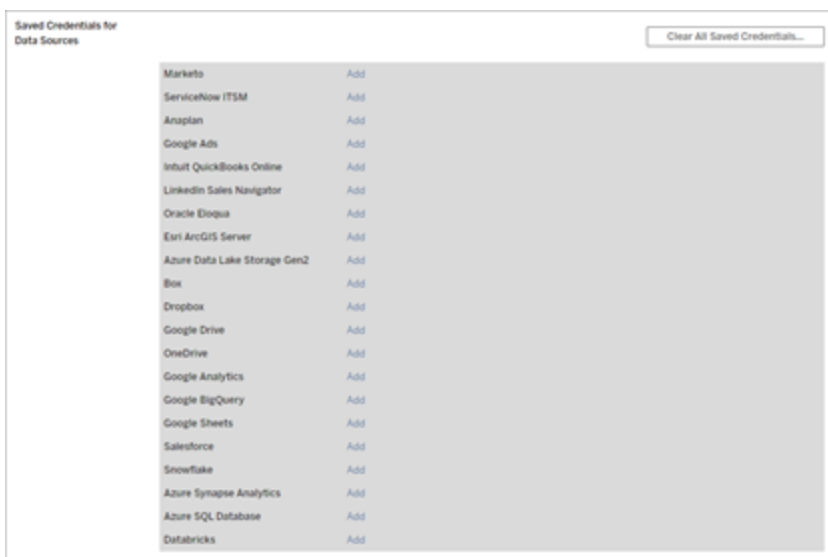 Saved Credentials for
Data Sources
Clear All Saved Credentials...
Marketo Add
ServiceNow ITSM Add
Anaplan Add
Google Ads Add
Intuit QuickBooks Online Add
LinkedIn Sales Navigator Add
Oracle Eloqua Add
Esri ArcGIS Server Add
Azure Data Lake Storage Gen2 Add
Box Add
Dropbox Add
Google Drive Add
OneDrive Add
Google Analytics Add
Google BigQuery Add
Google Sheets Add
Salesforce Add
Snowflake Add
Azure Synapse Analytics Add
Azure SQL Database Add
Databricks Add